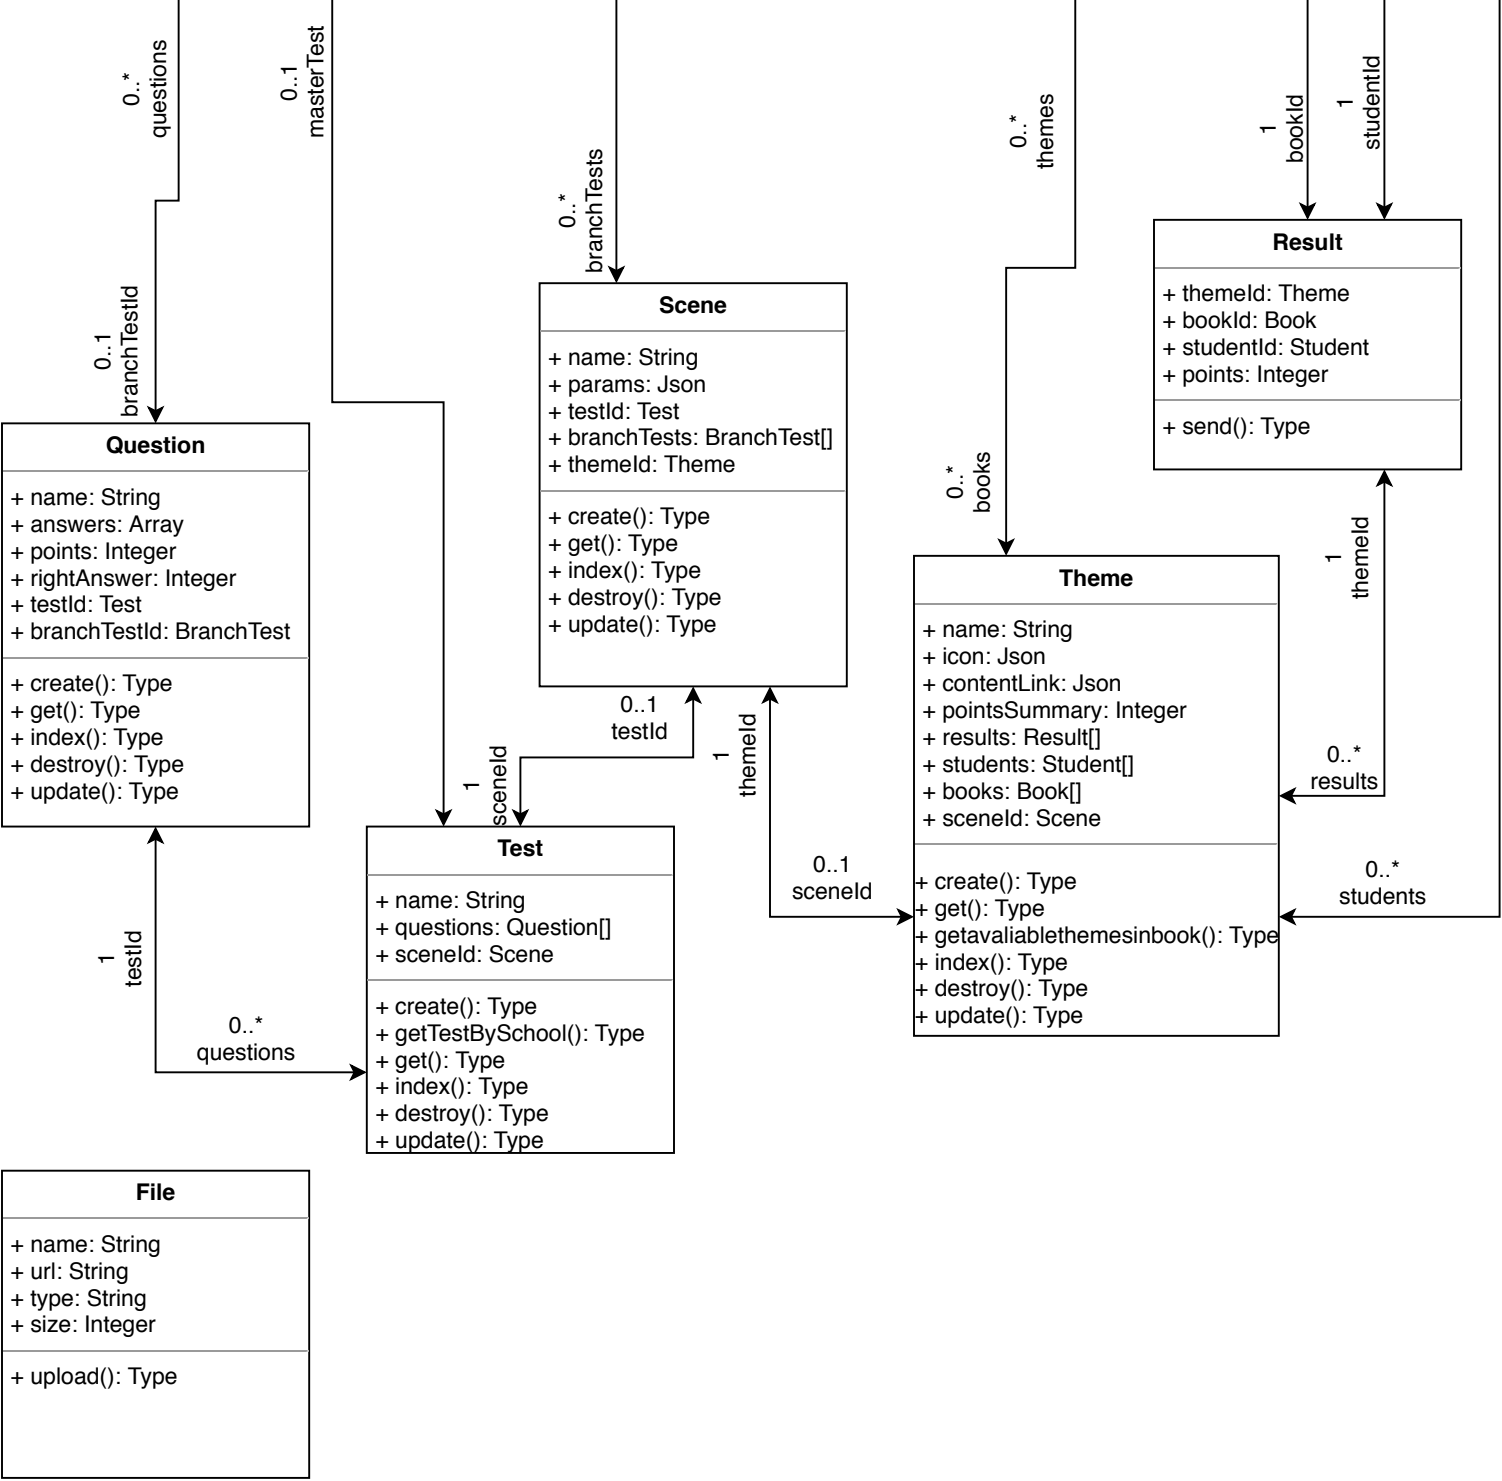 0..*
questions
0..1
masterTest
0..*
branchTests
0..*
themes
1
bookId
1
studentId
0..1
branchTestId
0..*
books
Question
+ name: String
+ answers: Array
+ points: Integer
+ rightAnswer: Integer
+ testId: Test
+ branchTestId: BranchTest
+ create(): Type
+ get(): Type
+ index(): Type
+ destroy(): Type
+ update(): Type
Scene
+ name: String
+ params: Json
+ testId: Test
+ branchTests: BranchTest[]
+ themeId: Theme
+ create(): Type
+ get(): Type
+ index(): Type
+ destroy(): Type
+ update(): Type
Result
+ themeId: Theme
+ bookId: Book
+ studentId: Student
+ points: Integer
+ send(): Type
1
themeId
Theme
+ name: String
+ icon: Json
+ contentLink: Json
+ pointsSummary: Integer
+ results: Result[]
+ students: Student[]
+ books: Book[]
+ sceneId: Scene
+ create(): Type
+ get(): Type
+ getavaliablethemesinbook(): Type
+ index(): Type
+ destroy(): Type
+ update(): Type
0..*
results
0..*
students
0..1
testId
1
sceneId
1
themeId
0..1
sceneId
Test
+ name: String
+ questions: Question[]
+ sceneId: Scene
+ create(): Type
+ getTestBySchool(): Type
+ get(): Type
+ index(): Type
+ destroy(): Type
+ update(): Type
1
testId
0..*
questions
File
+ name: String
+ url: String
+ type: String
+ size: Integer
+ upload(): Type